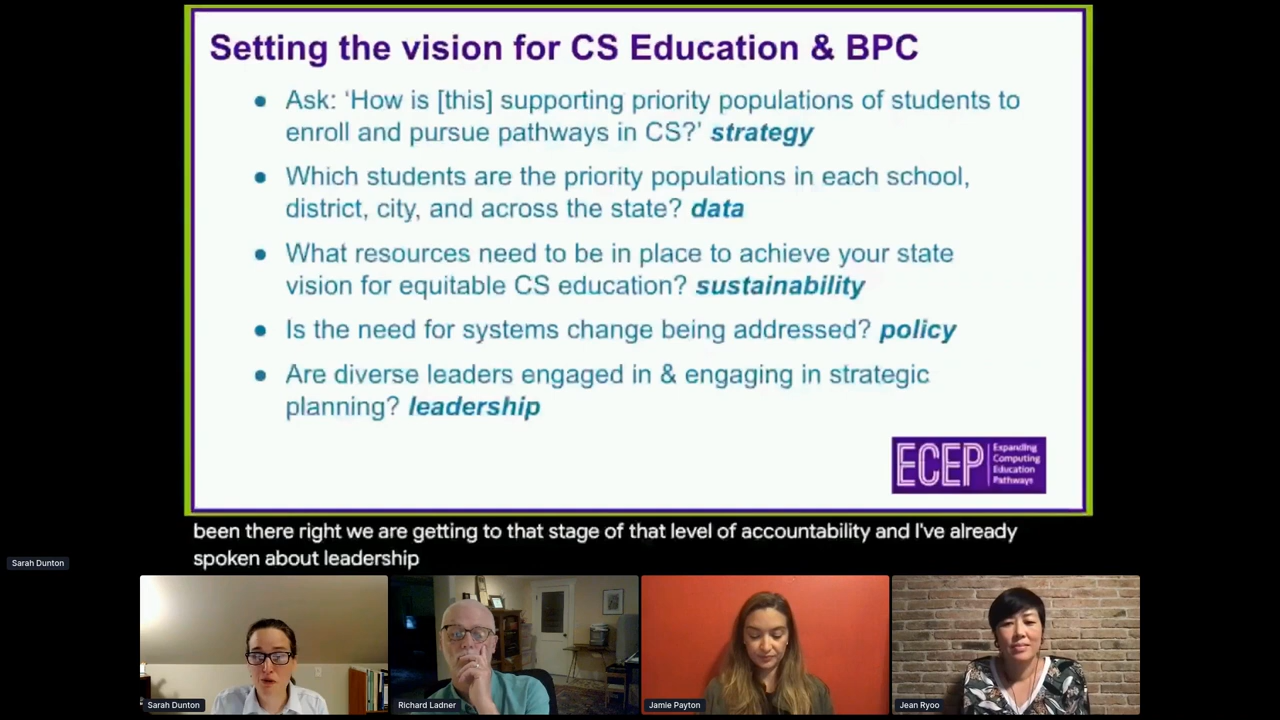 Setting the vision for CS Education & BPC
● Ask: ‘How is [this] supporting priority populations of students to
enroll and pursue pathways in CS?’ strategy
● Which students are the priority populations in each school,
district, city, and across the state? data
● What resources need to be in place to achieve your state
vision for equitable CS education? sustainability
● Is the need for systems change being addressed? policy
● Are diverse leaders engaged in & engaging in strategic
planning? leadership
ECEP
Expanding
Computing
Education
Pathways
been there right we are getting to that stage of that level of accountability and I've already
spoken about leadership
Sarah Dunton
Sarah Dunton
Richard Ladner
Jamie Payton
Jean Ryoo